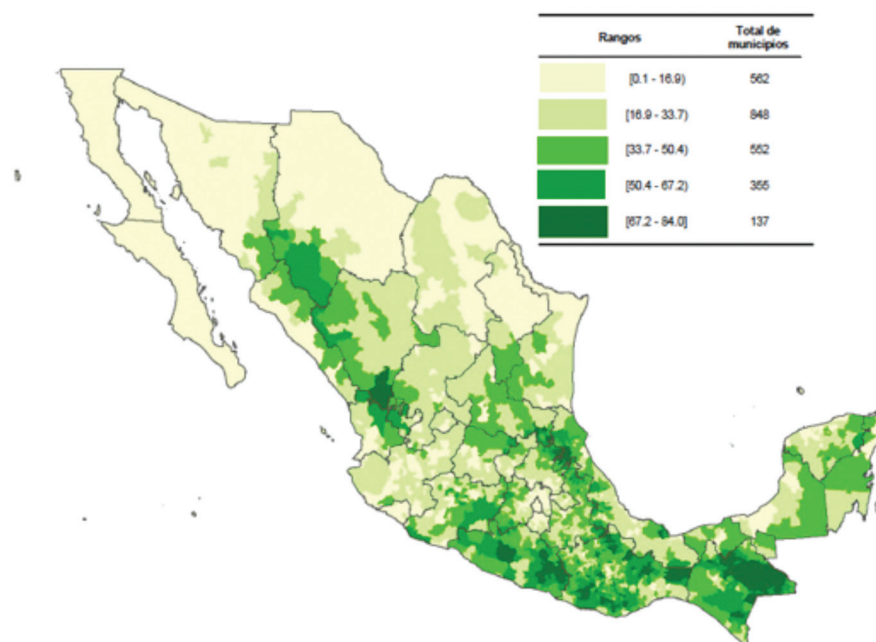 Rangos Total de municipios
[0.1 - 16.9) 562
[16.9 - 33.7) 848
[33.7 - 50.4) 552
[50.4 - 67.2) 355
[67.2 - 84.0] 137